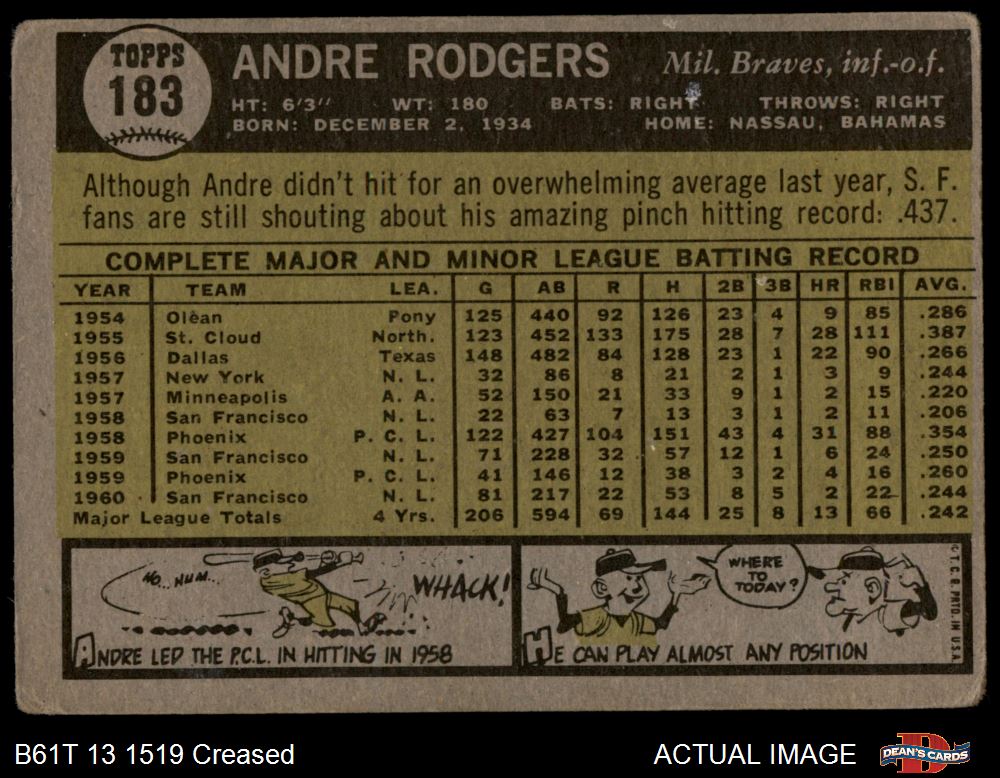 TOPPS
183
ANDRE RODGERS Mil. Braves, inf.-o.f.
HT: 6'3" WT: 180 BATS: RIGHT THROWS: RIGHT
BORN: DECEMBER 2, 1934 HOME: NASSAU, BAHAMAS
Although Andre didn't hit for an overwhelming average last year, S. F.
fans are still shouting about his amazing pinch hitting record: .437.
COMPLETE MAJOR AND MINOR LEAGUE BATTING RECORD
YEAR TEAM LEA. G AB R H 2B 3B HR RBI AVG.
1954 Olean Pony 125 440 92 126 23 4 9 85 .286
1955 St. Cloud North. 123 452 133 175 28 7 28 111 .387
1956 Dallas Texas 148 482 84 128 23 1 22 90 .266
1957 New York N. L. 32 86 8 21 2 1 3 9 .244
1957 Minneapolis A. A. 52 150 21 33 9 1 2 15 .220
1958 San Francisco N. L. 22 63 7 13 3 1 2 11 .206
1958 Phoenix P. C. L. 122 427 104 151 43 4 31 88 .354
1959 San Francisco N. L. 71 228 32 57 12 1 6 24 .250
1959 Phoenix P. C. L. 41 146 12 38 3 2 4 16 .260
1960 San Francisco N. L. 81 217 22 53 8 5 2 22 .244
Major League Totals 4 Yrs. 206 594 69 144 25 8 13 66 .242
HO.. HUM...
WHACK!
ANDRE LED THE P.C.L. IN HITTING IN 1958
WHERE
TO
TODAY?
HE CAN PLAY ALMOST ANY POSITION
© T. C. G. PRTD. IN U.S.A.
B61T 13 1519 Creased ACTUAL IMAGE
DEAN'S CARDS